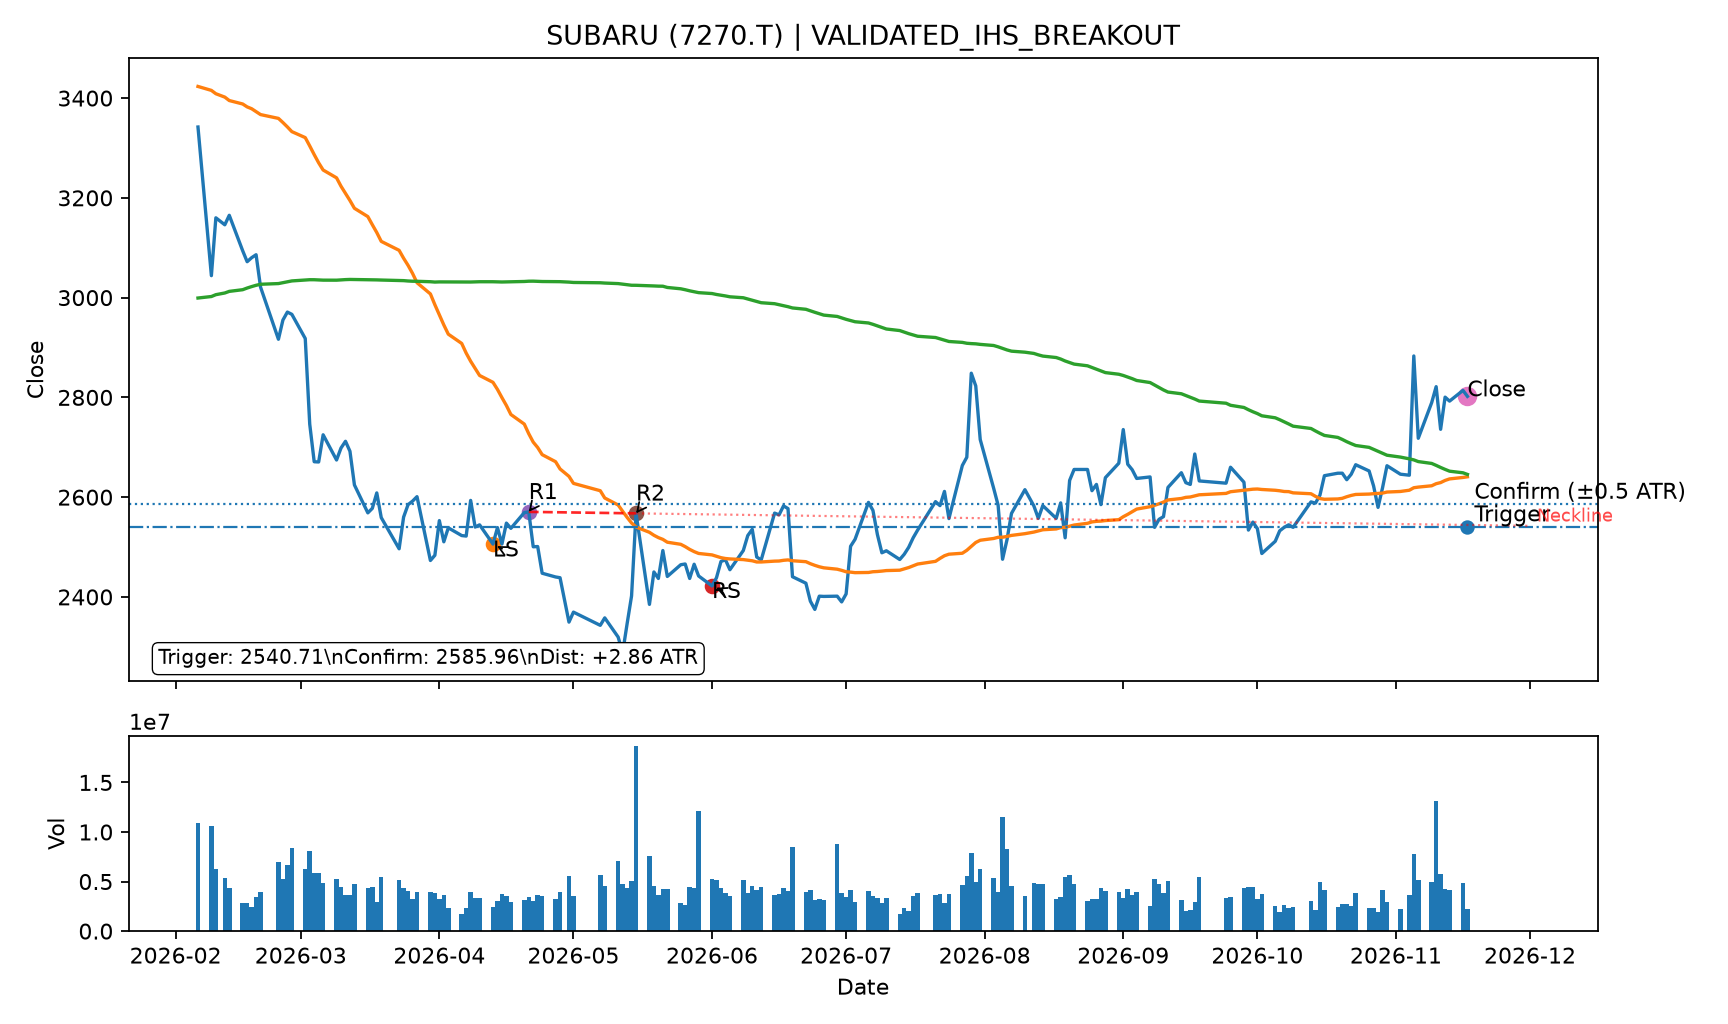 SUBARU (7270.T) | VALIDATED_IHS_BREAKOUT
Close
3400
3200
3000
2800
2600
2400
Close
R1
R2
LS
RS
Confirm (±0.5 ATR)
Trigger
Neckline
Trigger: 2540.71\nConfirm: 2585.96\nDist: +2.86 ATR
1e7
Vol
1.5
1.0
0.5
0.0
2026-02 2026-03 2026-04 2026-05 2026-06 2026-07 2026-08 2026-09 2026-10 2026-11 2026-12
Date